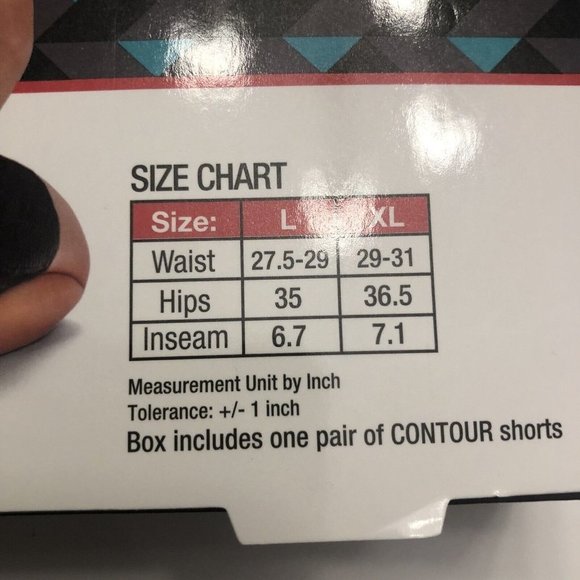 SIZE CHART
Size: L XL
Waist 27.5-29 29-31
Hips 35 36.5
Inseam 6.7 7.1
Measurement Unit by Inch
Tolerance: +/- 1 inch
Box includes one pair of CONTOUR shorts